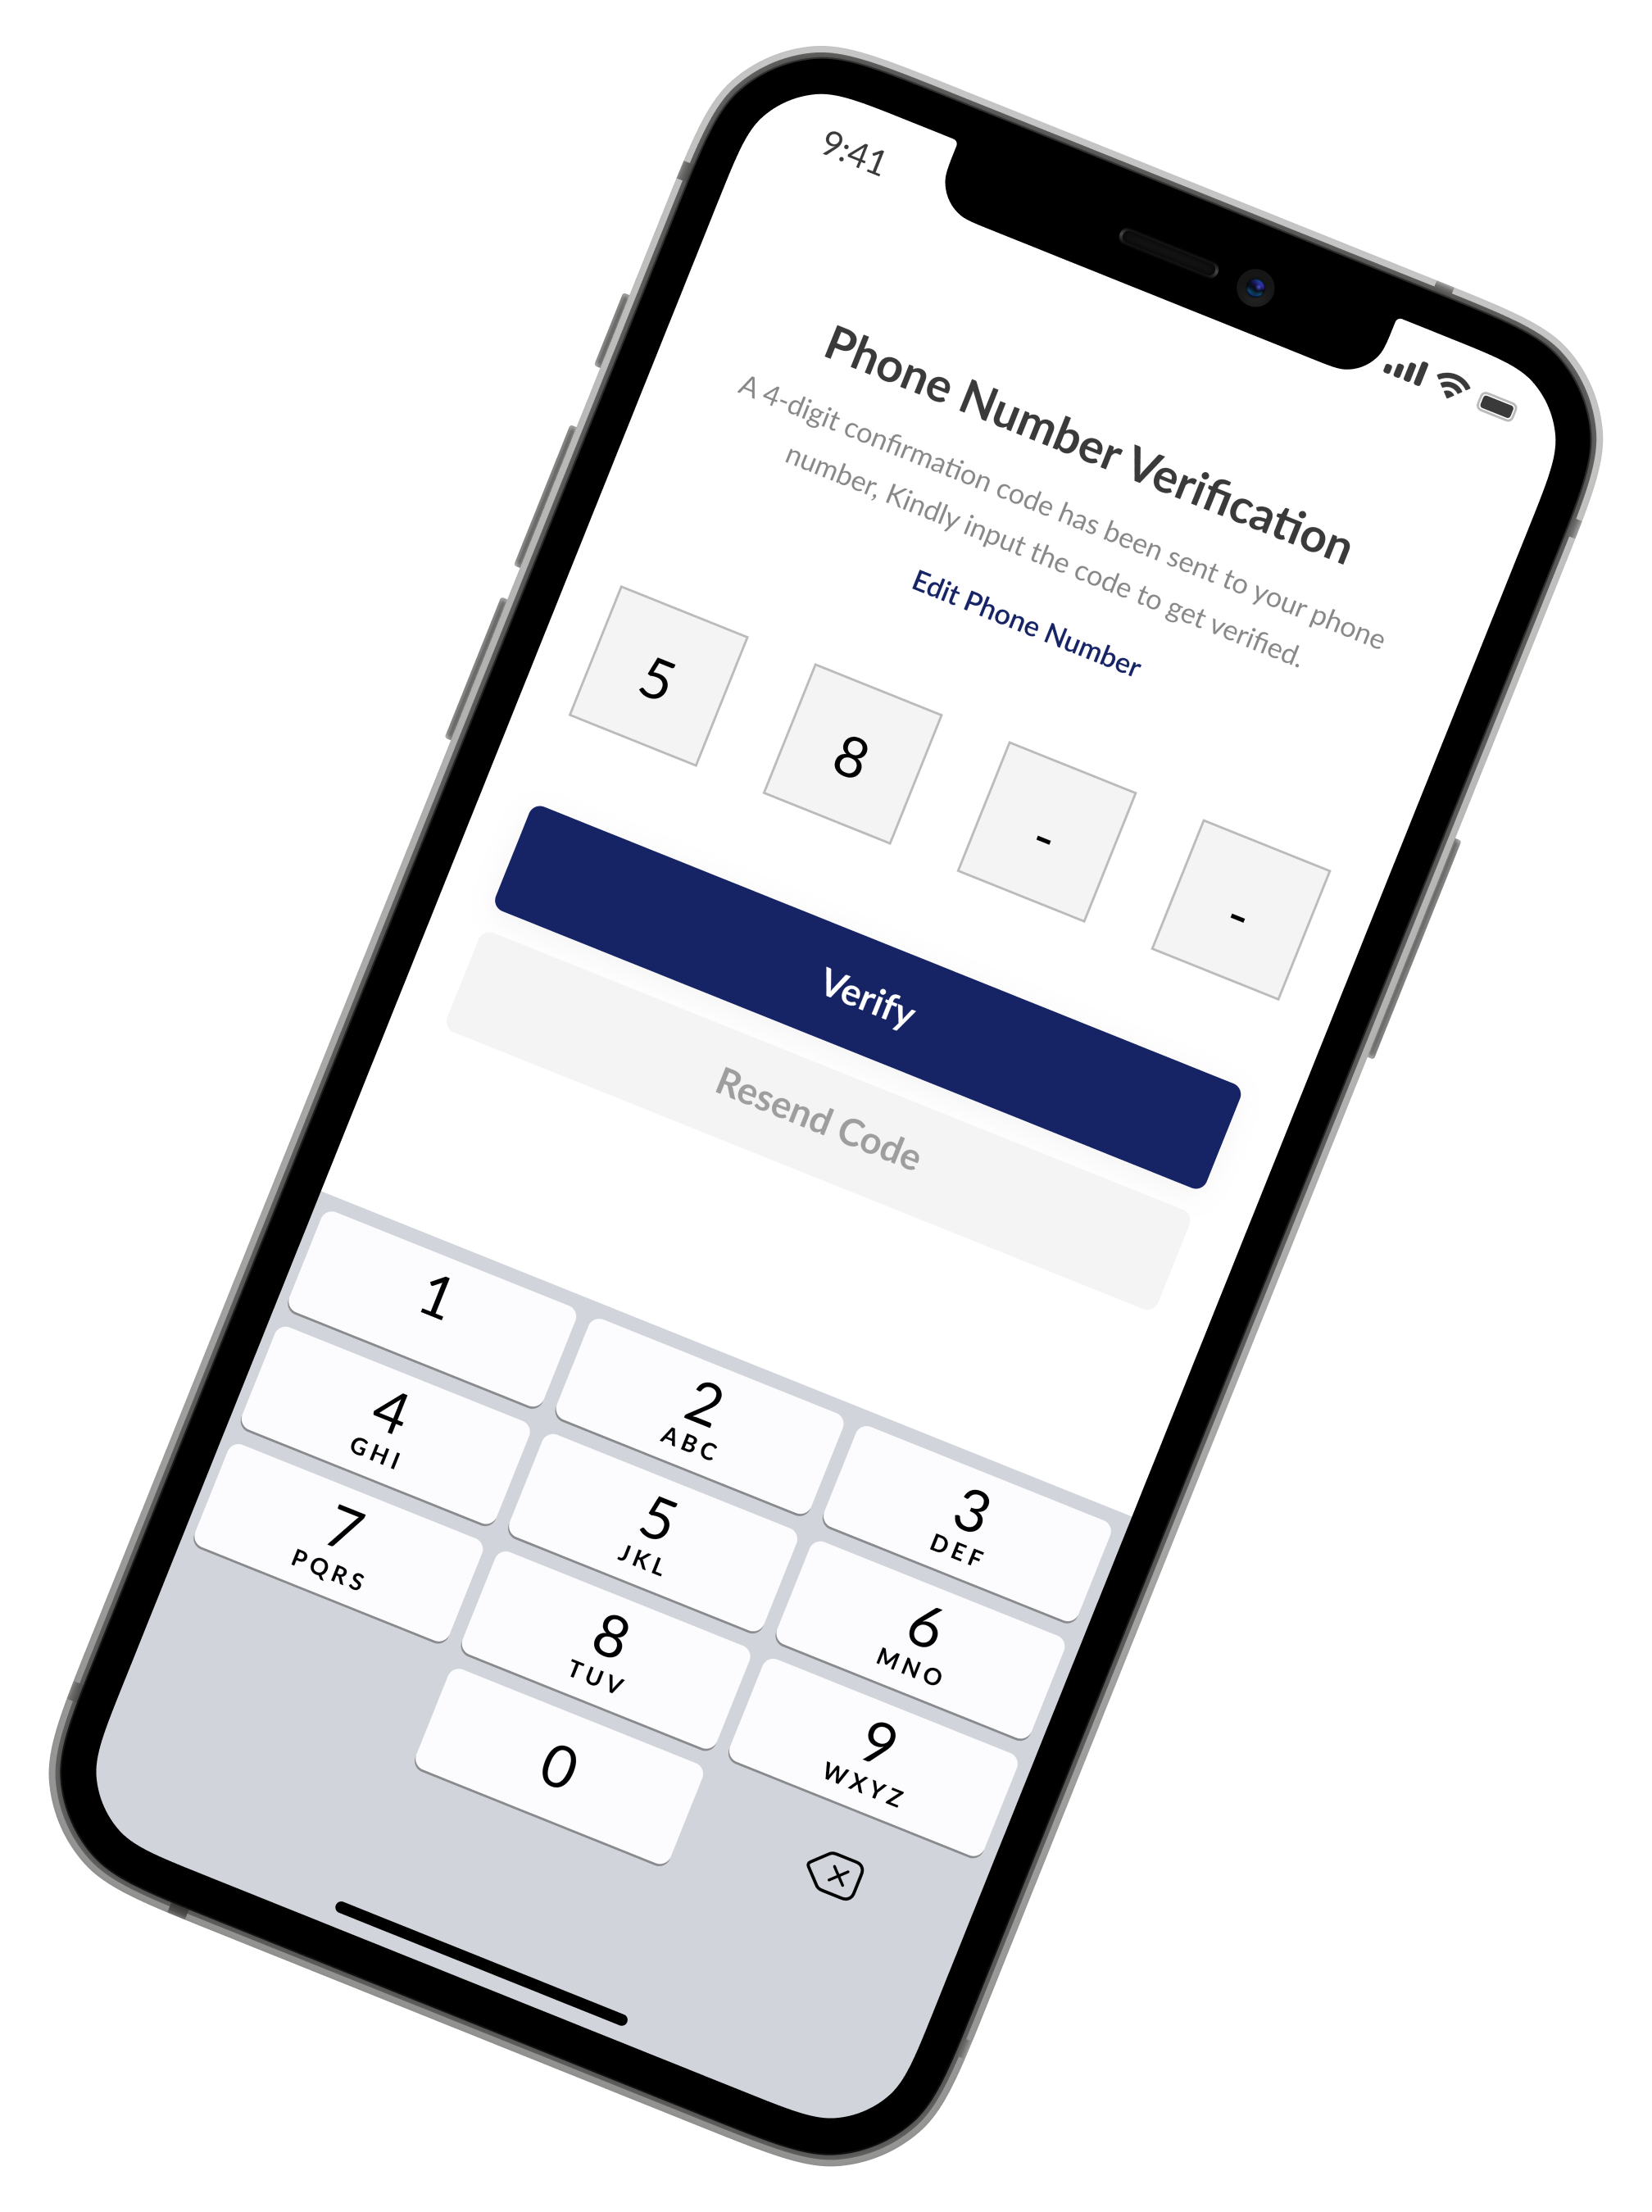 9:41
Phone Number Verification
A 4-digit confirmation code has been sent to your phone
number, Kindly input the code to get verified.
Edit Phone Number
5 8 - -
Verify
Resend Code
1 2 3
ABC DEF
4 5 6
GHI JKL MNO
7 8 9
PQRS TUV WXYZ
0